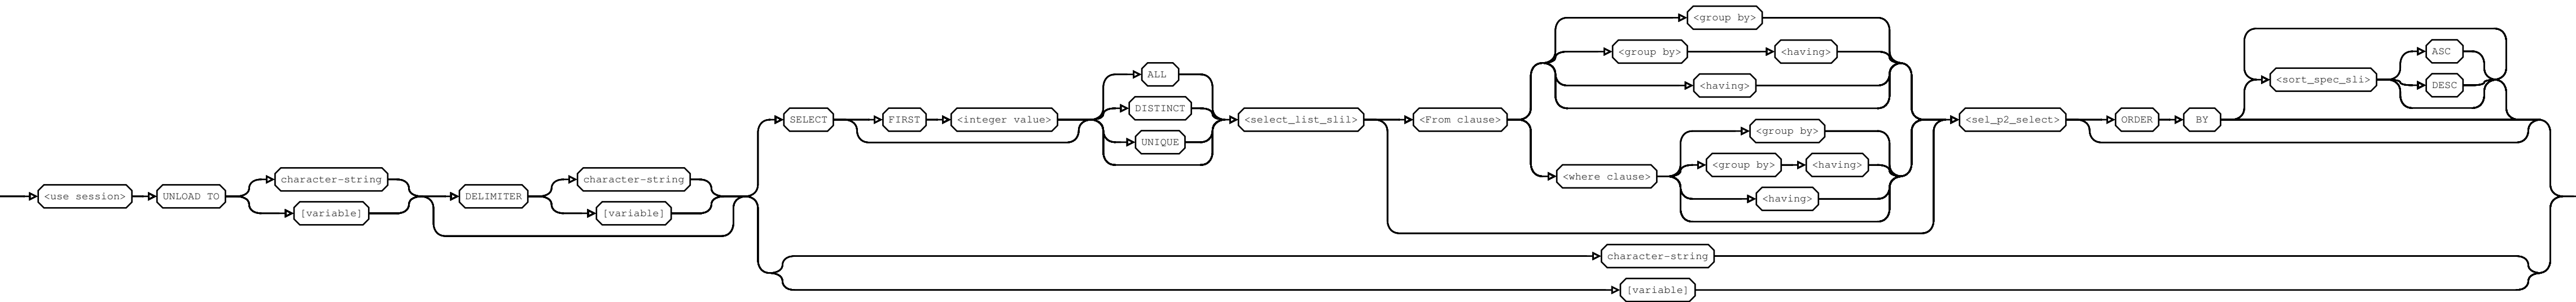 <group by>
<group by> <having>
<having>
ASC
<sort_spec_sli>
DESC
ALL
DISTINCT
UNIQUE
SELECT FIRST <integer value> <select_list_slil> <From clause> <sel_p2_select> ORDER BY
<group by>
<group by> <having>
<where clause>
<having>
character-string character-string
<use session> UNLOAD TO DELIMITER
[variable] [variable]
character-string
[variable]